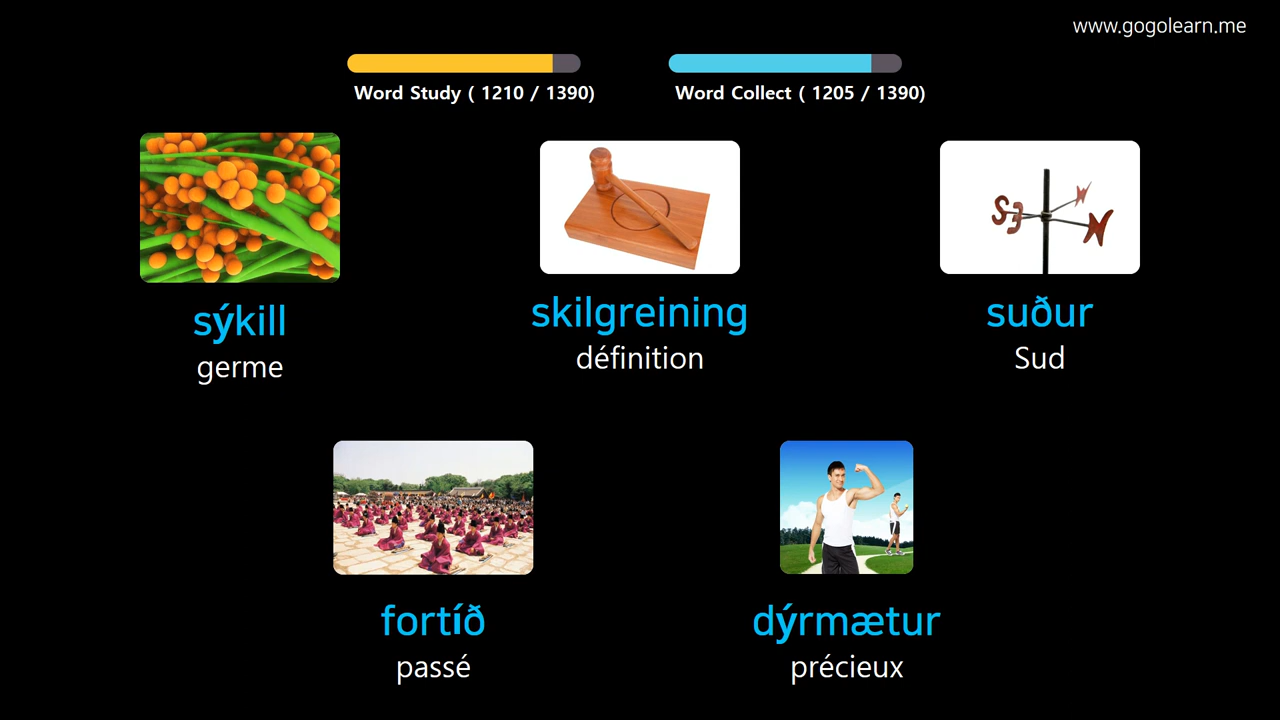 www.gogolearn.me
Word Study ( 1210 / 1390)
Word Collect ( 1205 / 1390)
sýkill
germe
skilgreining
définition
suður
Sud
fortíð
passé
dýrmætur
précieux